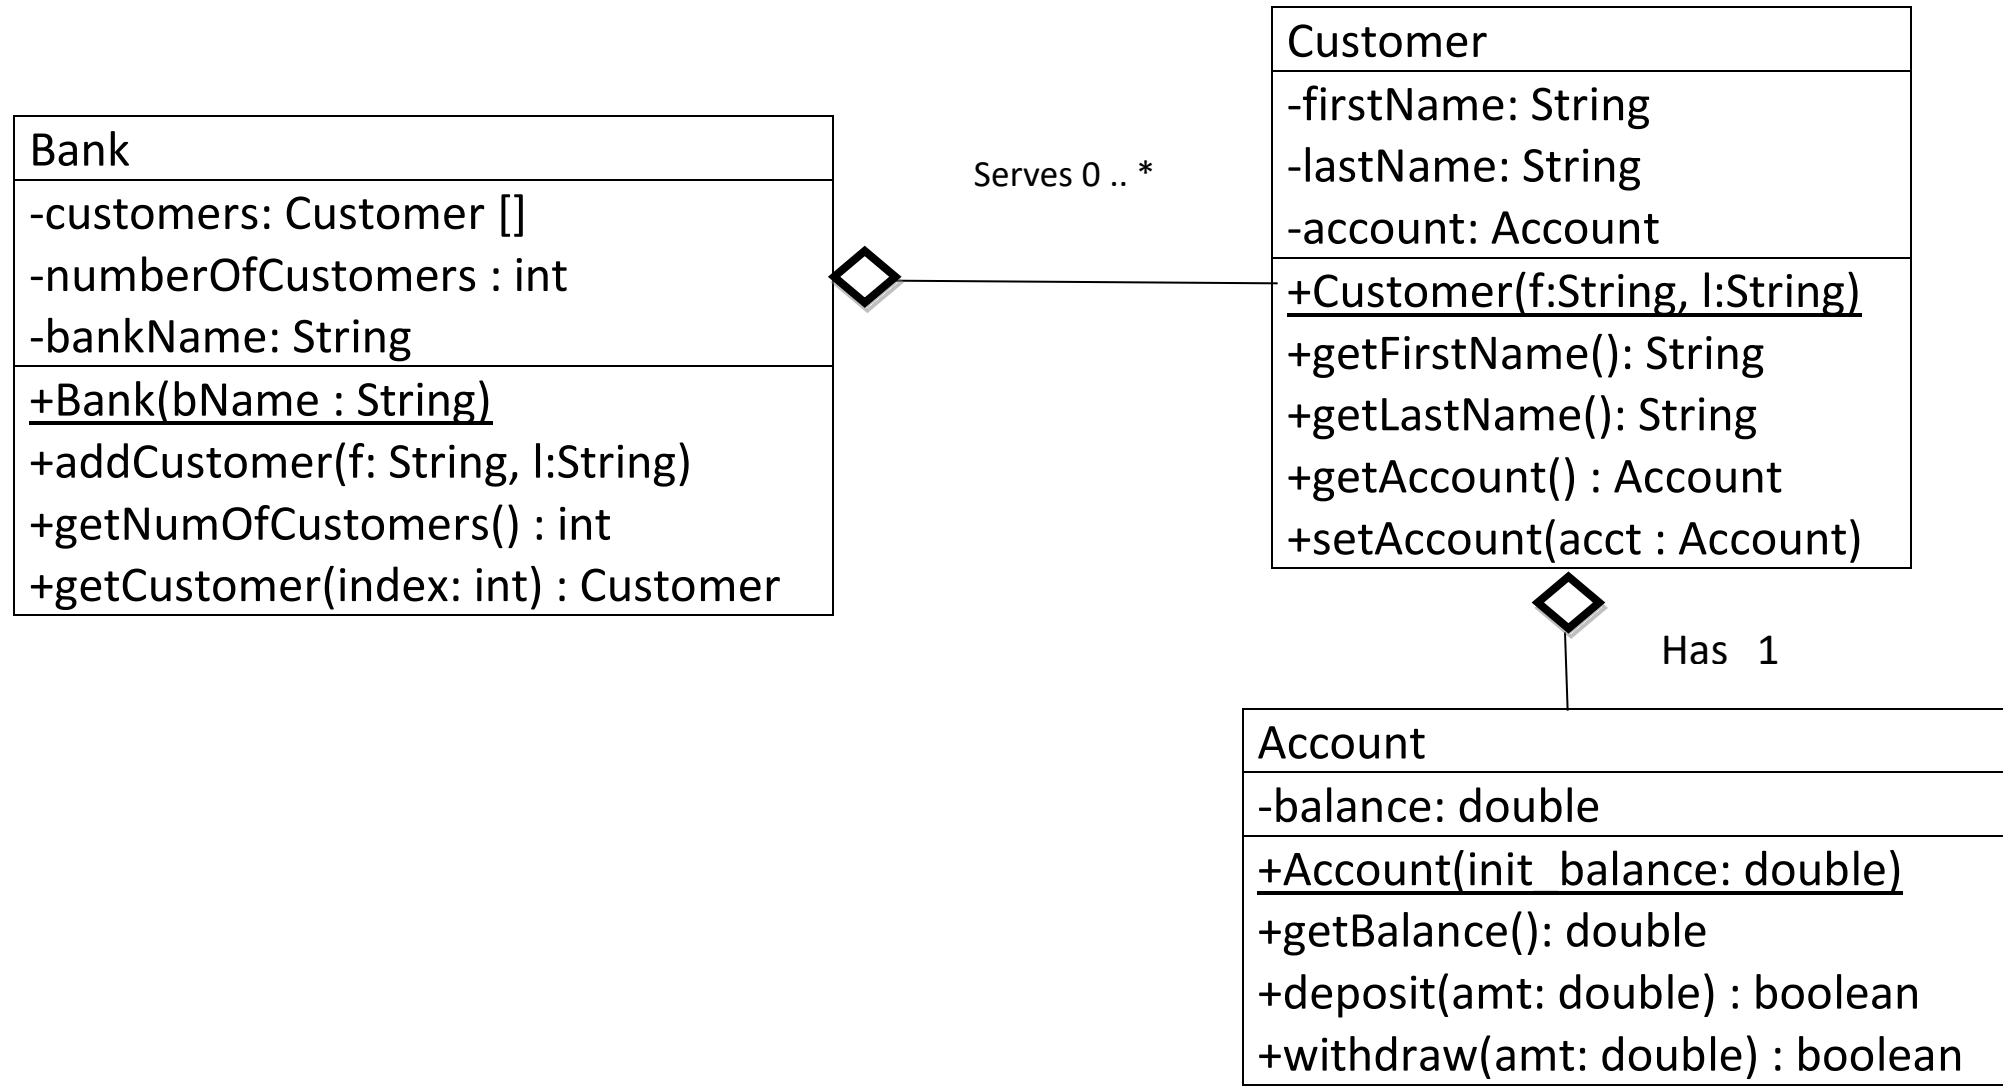 Bank
-customers: Customer []
-numberOfCustomers : int
-bankName: String
+Bank(bName : String)
+addCustomer(f: String, l:String)
+getNumOfCustomers() : int
+getCustomer(index: int) : Customer
Serves 0 .. *
Customer
-firstName: String
-lastName: String
-account: Account
+Customer(f:String, l:String)
+getFirstName(): String
+getLastName(): String
+getAccount() : Account
+setAccount(acct : Account)
Has 1
Account
-balance: double
+Account(init_balance: double)
+getBalance(): double
+deposit(amt: double) : boolean
+withdraw(amt: double) : boolean